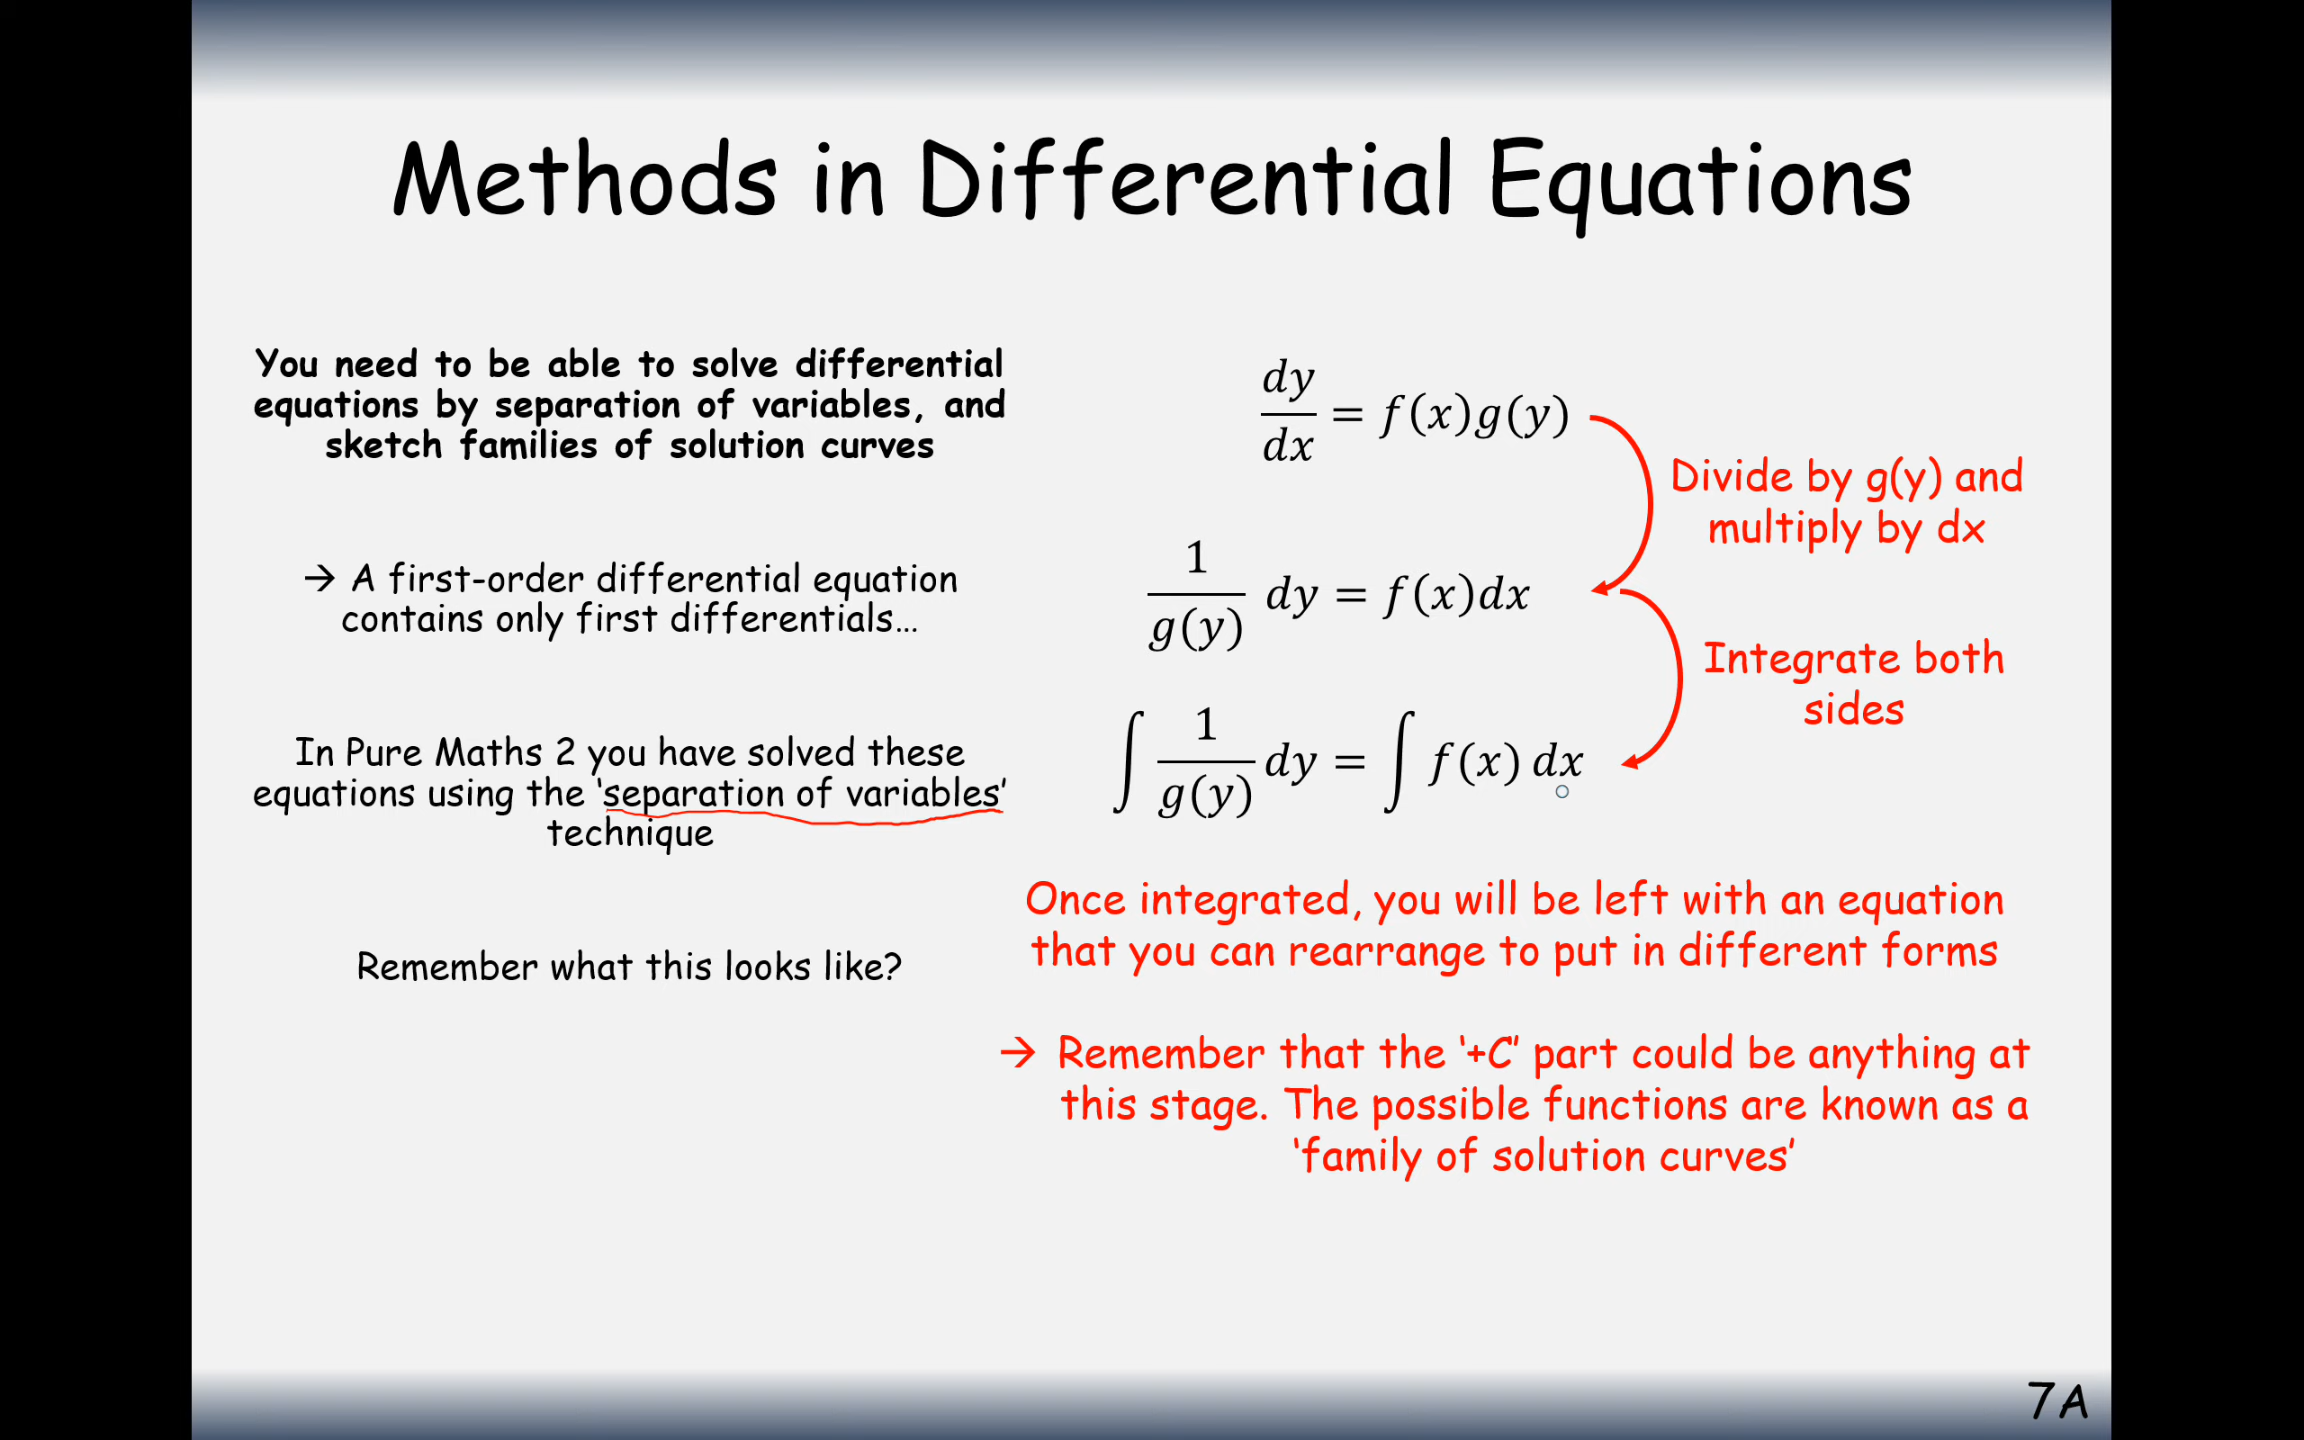 Methods in Differential Equations
You need to be able to solve differential
equations by separation of variables, and
sketch families of solution curves
→ A first-order differential equation
contains only first differentials…
In Pure Maths 2 you have solved these
equations using the ‘separation of variables’
technique
Remember what this looks like?
dy/dx = f(x)g(y)
Divide by g(y) and
multiply by dx
1/g(y) dy = f(x)dx
Integrate both
sides
∫ 1/g(y) dy = ∫ f(x) dx
Once integrated, you will be left with an equation
that you can rearrange to put in different forms
→ Remember that the ‘+C’ part could be anything at
this stage. The possible functions are known as a
‘family of solution curves’
7A